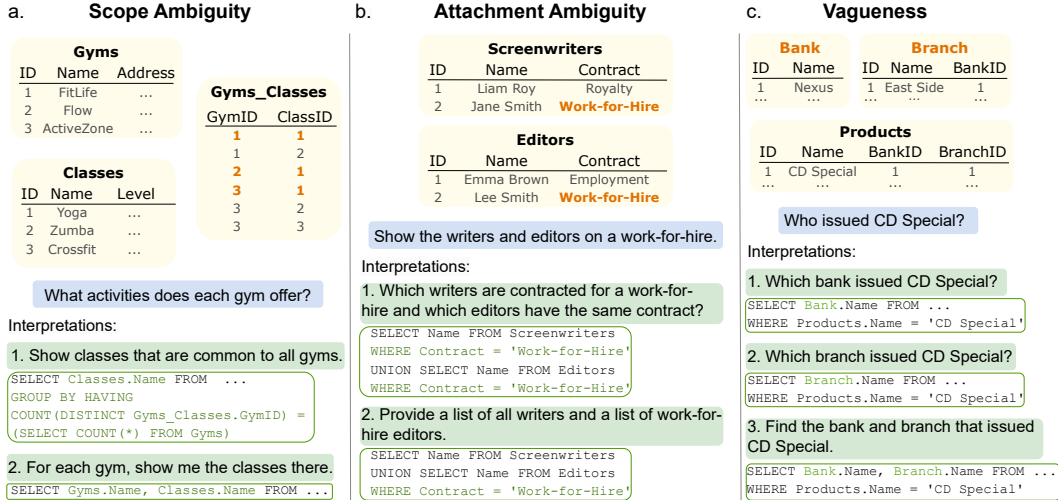 a. Scope Ambiguity
Gyms
ID Name Address
1 FitLife ...
2 Flow ...
3 ActiveZone ...
Gyms_Classes
GymID ClassID
1 1
1 2
2 1
3 1
3 2
3 3
Classes
ID Name Level
1 Yoga ...
2 Zumba ...
3 Crossfit ...
What activities does each gym offer?
Interpretations:
1. Show classes that are common to all gyms.
SELECT Classes.Name FROM ...
GROUP BY HAVING
COUNT(DISTINCT Gyms_Classes.GymID) =
(SELECT COUNT(*) FROM Gyms)
2. For each gym, show me the classes there.
SELECT Gyms.Name, Classes.Name FROM ...
b. Attachment Ambiguity
Screenwriters
ID Name Contract
1 Liam Roy Royalty
2 Jane Smith Work-for-Hire
Editors
ID Name Contract
1 Emma Brown Employment
2 Lee Smith Work-for-Hire
Show the writers and editors on a work-for-hire.
Interpretations:
1. Which writers are contracted for a work-for-
hire and which editors have the same contract?
SELECT Name FROM Screenwriters
WHERE Contract = 'Work-for-Hire'
UNION SELECT Name FROM Editors
WHERE Contract = 'Work-for-Hire'
2. Provide a list of all writers and a list of work-for-
hire editors.
SELECT Name FROM Screenwriters
UNION SELECT Name FROM Editors
WHERE Contract = 'Work-for-Hire'
c. Vagueness
Bank
ID Name
1 Nexus
... ...
Branch
ID Name BankID
1 East Side 1
... ... ...
Products
ID Name BankID BranchID
1 CD Special 1 1
... ... ... ...
Who issued CD Special?
Interpretations:
1. Which bank issued CD Special?
SELECT Bank.Name FROM ...
WHERE Products.Name = 'CD Special'
2. Which branch issued CD Special?
SELECT Branch.Name FROM ...
WHERE Products.Name = 'CD Special'
3. Find the bank and branch that issued
CD Special.
SELECT Bank.Name, Branch.Name FROM ...
WHERE Products.Name = 'CD Special'